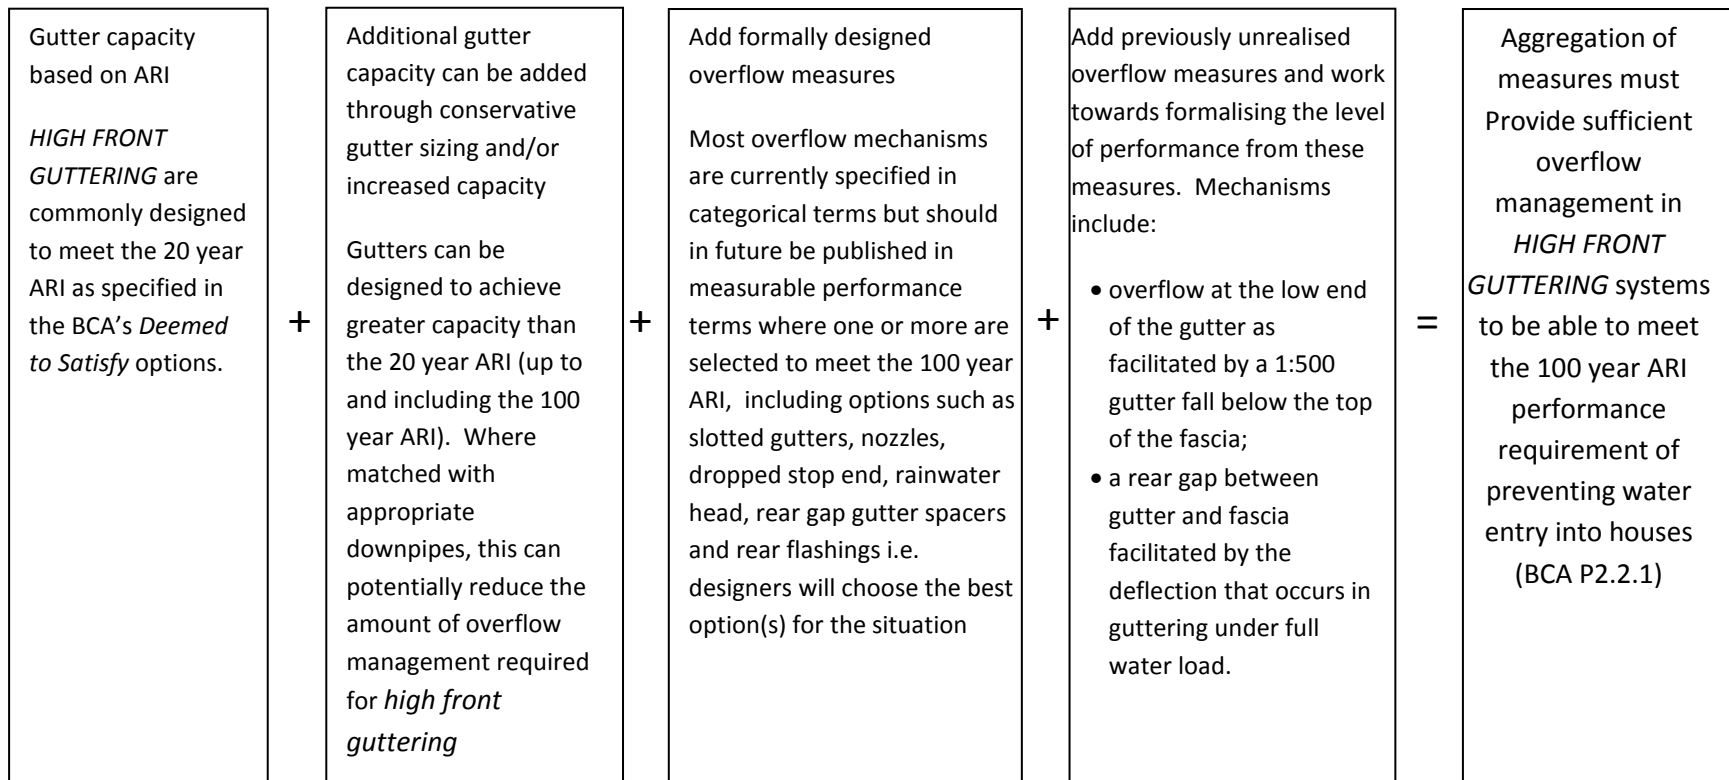 Gutter capacity
based on ARI
HIGH FRONT
GUTTERING are
commonly designed
to meet the 20 year
ARI as specified in
the BCA’s Deemed
to Satisfy options.
+
Additional gutter
capacity can be added
through conservative
gutter sizing and/or
increased capacity
Gutters can be
designed to achieve
greater capacity than
the 20 year ARI (up to
and including the 100
year ARI). Where
matched with
appropriate
downpipes, this can
potentially reduce the
amount of overflow
management required
for high front
guttering
+
Add formally designed
overflow measures
Most overflow mechanisms
are currently specified in
categorical terms but should
in future be published in
measurable performance
terms where one or more are
selected to meet the 100 year
ARI, including options such as
slotted gutters, nozzles,
dropped stop end, rainwater
head, rear gap gutter spacers
and rear flashings i.e.
designers will choose the best
option(s) for the situation
+
Add previously unrealised
overflow measures and work
towards formalising the level
of performance from these
measures. Mechanisms
include:
• overflow at the low end
of the gutter as
facilitated by a 1:500
gutter fall below the top
of the fascia;
• a rear gap between
gutter and fascia
facilitated by the
deflection that occurs in
guttering under full
water load.
=
Aggregation of
measures must
Provide sufficient
overflow
management in
HIGH FRONT
GUTTERING systems
to be able to meet
the 100 year ARI
performance
requirement of
preventing water
entry into houses
(BCA P2.2.1)